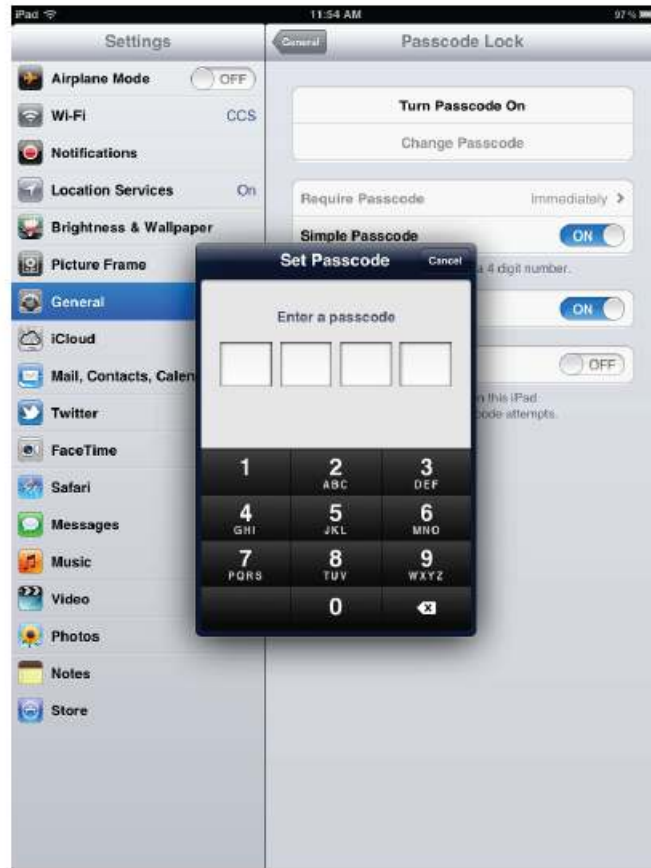 iPad
11:54 AM
97%
Settings
Airplane Mode
OFF
Wi-Fi
CCS
Notifications
Location Services
On
Brightness & Wallpaper
Picture Frame
General
iCloud
Mail, Contacts, Calen
Twitter
FaceTime
Safari
Messages
Music
Video
Photos
Notes
Store
General
Passcode Lock
Turn Passcode On
Change Passcode
Require Passcode
Immediately
Simple Passcode
ON
a 4 digit number.
ON
OFF
n this iPad
code attempts.
Set Passcode
Cancel
Enter a passcode
1
2
ABC
3
DEF
4
GHI
5
JKL
6
MNO
7
PQRS
8
TUV
9
WXYZ
0